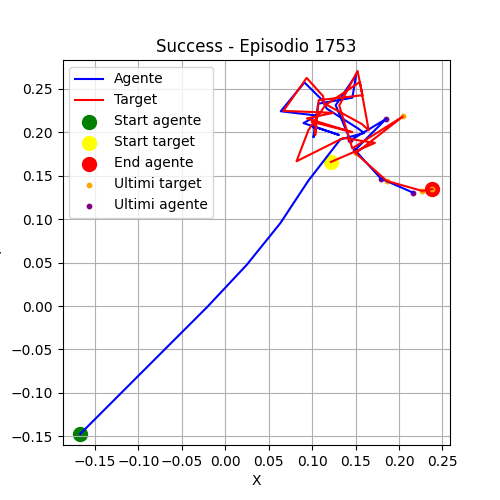 Success - Episodio 1753
Agente
Target
Start agente
Start target
End agente
Ultimi target
Ultimi agente
0.25
0.20
0.15
0.10
0.05
0.00
−0.05
−0.10
−0.15
−0.15 −0.10 −0.05 0.00 0.05 0.10 0.15 0.20 0.25
X